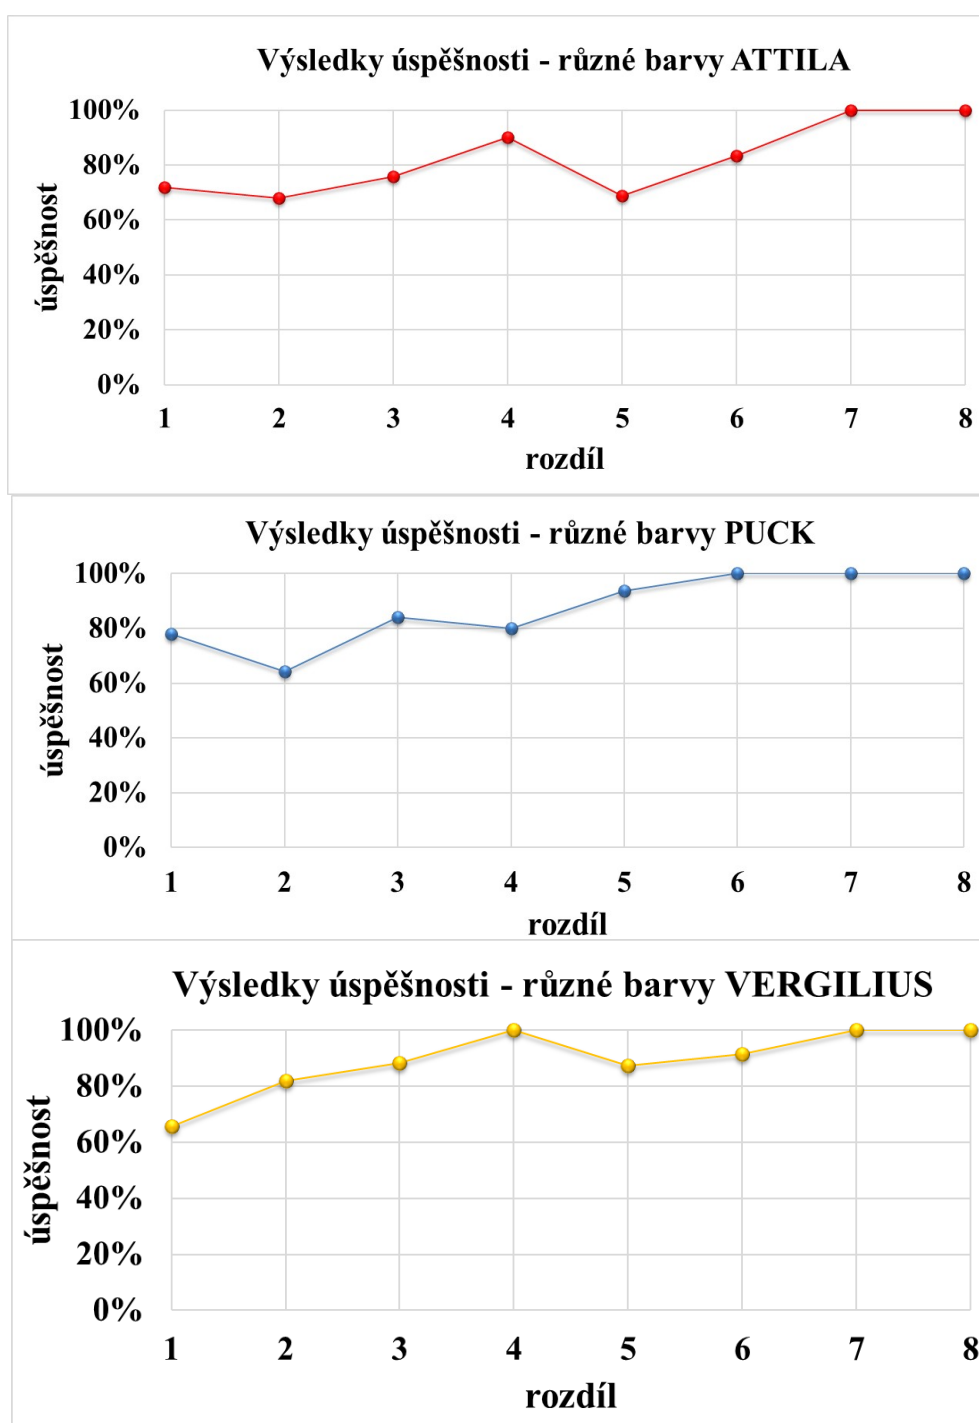 Výsledky úspěšnosti - různé barvy ATTILA
100%
80%
60%
40%
20%
0%
úspěšnost
1 2 3 4 5 6 7 8
rozdíl
Výsledky úspěšnosti - různé barvy PUCK
100%
80%
60%
40%
20%
0%
úspěšnost
1 2 3 4 5 6 7 8
rozdíl
Výsledky úspěšnosti - různé barvy VERGILIUS
100%
80%
60%
40%
20%
0%
úspěšnost
1 2 3 4 5 6 7 8
rozdíl